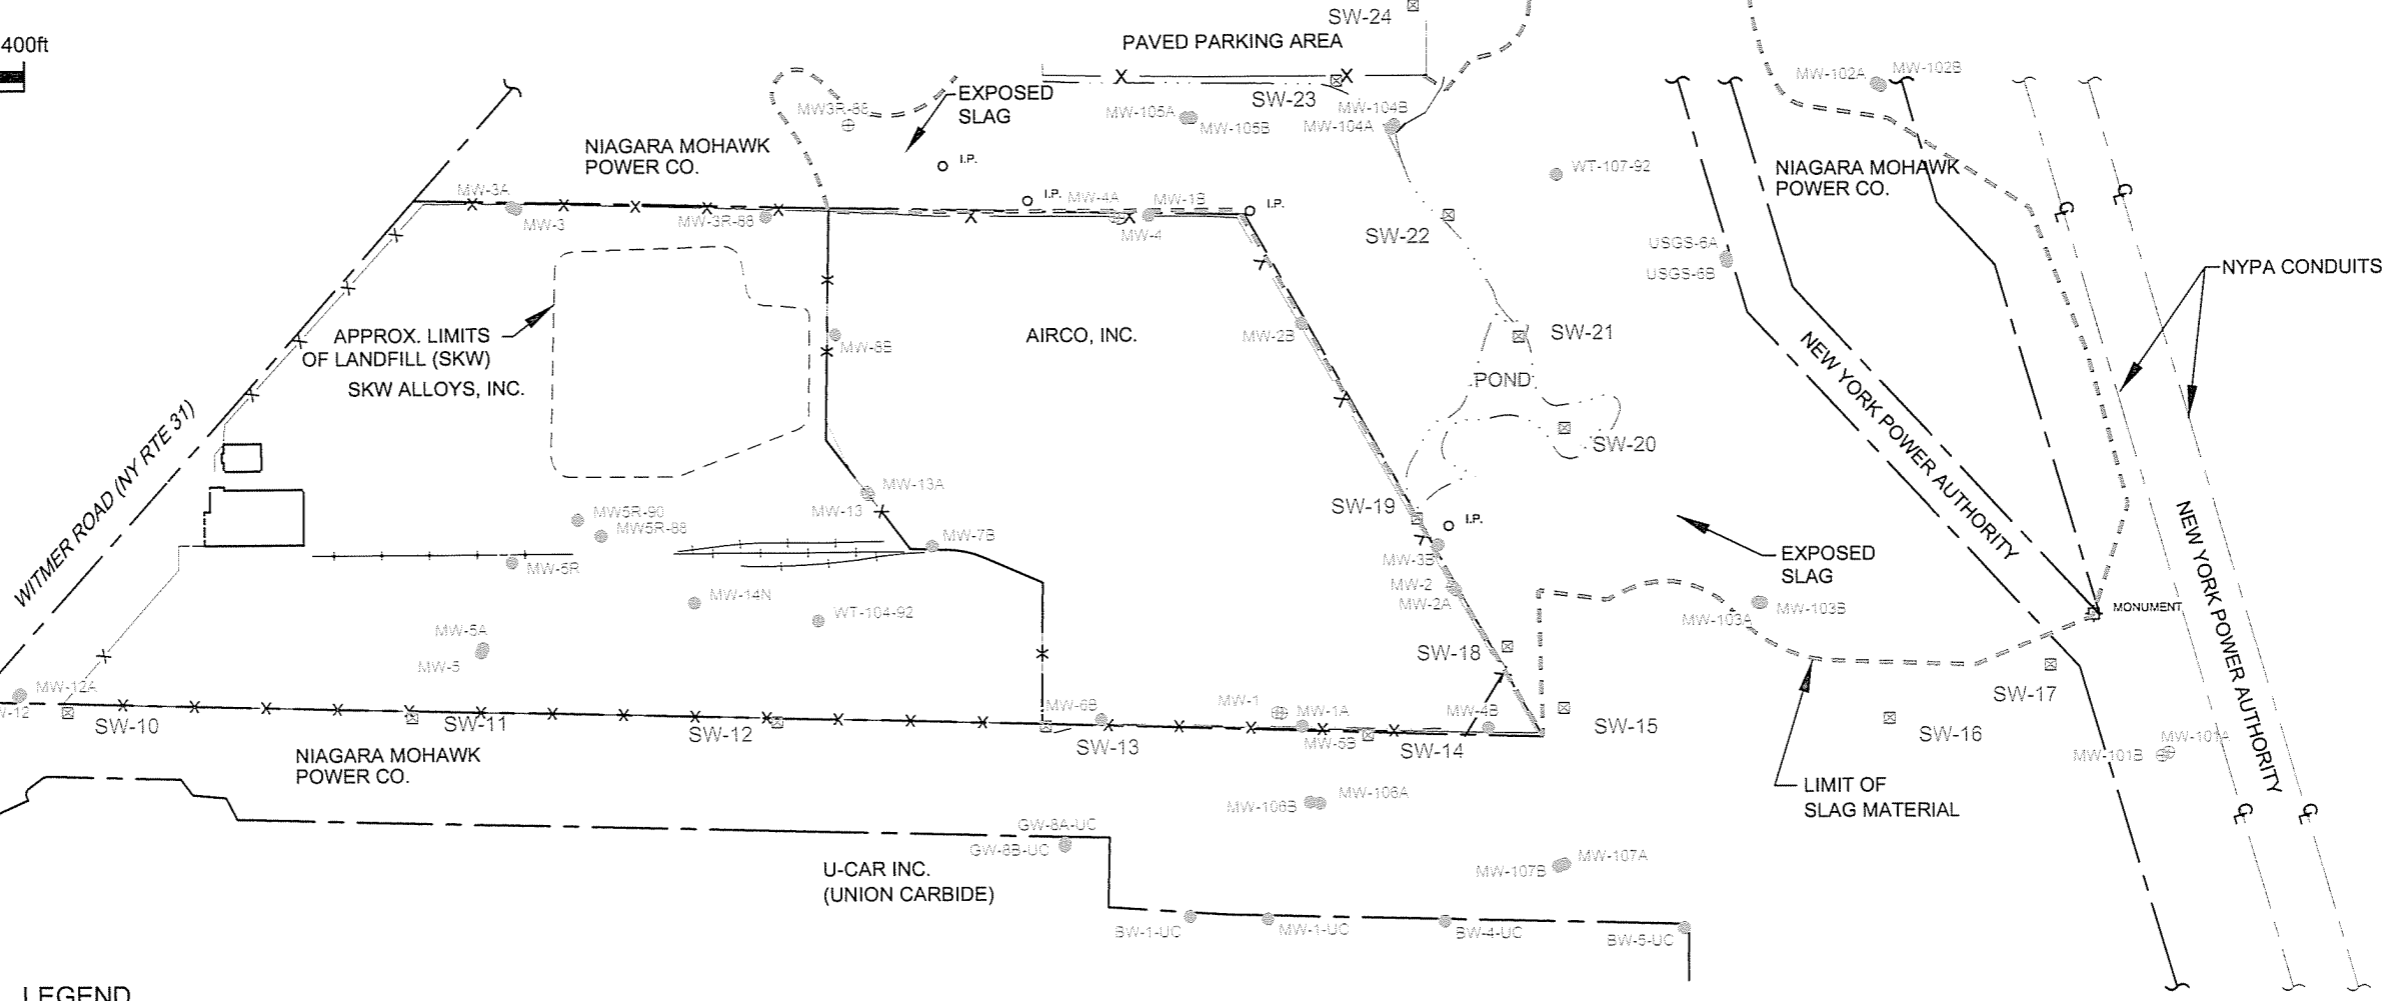 SW-24
400ft
PAVED PARKING AREA
MW-102A
MW-102B
EXPOSED
SLAG
SW-23
MW3R-88
MW-105A
MW-105B
MW-104B
MW-104A
NIAGARA MOHAWK
POWER CO.
I.P.
WT-107-92
NIAGARA MOHAWK
POWER CO.
MW-3A
MW-3
MW-3R-88
I.P.
MW-4A
MW-1B
I.P.
MW-4
SW-22
USGS-6A
USGS-6B
NYPA CONDUITS
APPROX. LIMITS
OF LANDFILL (SKW)
SKW ALLOYS, INC.
MW-8B
AIRCO, INC.
MW-2B
SW-21
POND
NEW YORK POWER AUTHORITY
SW-20
WITMER ROAD (NY RTE 31)
MW-13A
MW-13
SW-19
I.P.
MW5R-90
MW5R-88
MW-7B
MW-5R
MW-3B
MW-2
MW-2A
EXPOSED
SLAG
MW-14N
WT-104-92
MW-103A
MW-103B
MONUMENT
NEW YORK POWER AUTHORITY
MW-5A
MW-5
SW-18
SW-17
MW-12A
SW-10
SW-11
SW-12
MW-6B
SW-13
MW-1
MW-1A
MW-5B
SW-14
MW-4B
SW-15
SW-16
MW-101A
MW-101B
NIAGARA MOHAWK
POWER CO.
LIMIT OF
SLAG MATERIAL
MW-106B
MW-106A
GW-8A-UC
GW-8B-UC
U-CAR INC.
(UNION CARBIDE)
MW-107A
MW-107B
BW-1-UC
MW-1-UC
BW-4-UC
BW-5-UC
LEGEND